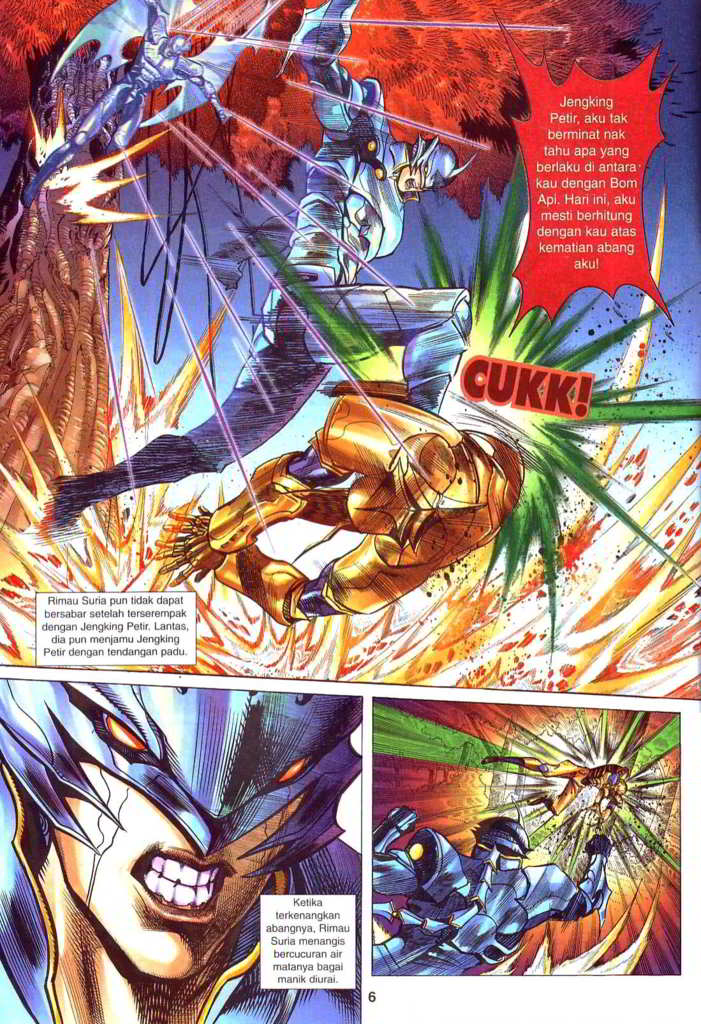 Jengking
Petir, aku tak
berminat nak
tahu apa yang
berlaku di antara
kau dengan Bom
Api. Hari ini, aku
mesti berhitung
dengan kau atas
kematian abang
aku!
CUKK!
Rimau Suria pun tidak dapat
bersabar setelah terserempak
dengan Jengking Petir. Lantas,
dia pun menjamu Jengking
Petir dengan tendangan padu.
Ketika
terkenangkan
abangnya, Rimau
Suria menangis
bercucuran air
matanya bagai
manik diurai.
6